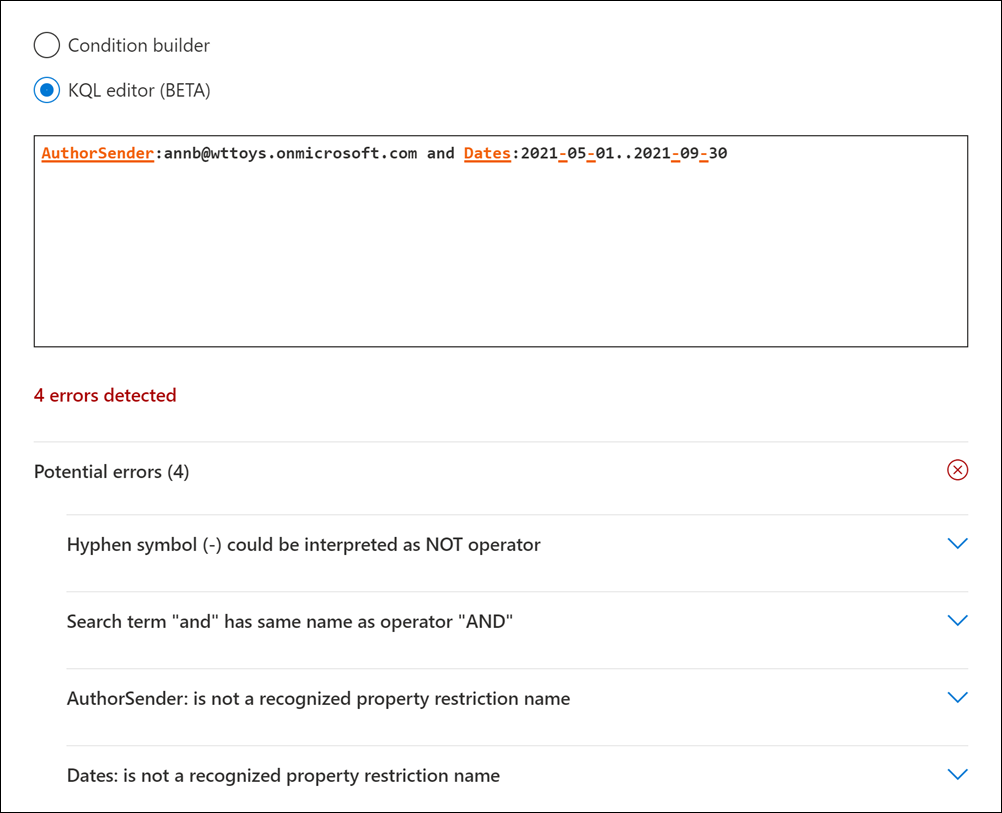 Condition builder
KQL editor (BETA)
AuthorSender:annb@wttoys.onmicrosoft.com and Dates:2021-05-01..2021-09-30
4 errors detected
Potential errors (4)
Hyphen symbol (-) could be interpreted as NOT operator
Search term "and" has same name as operator "AND"
AuthorSender: is not a recognized property restriction name
Dates: is not a recognized property restriction name